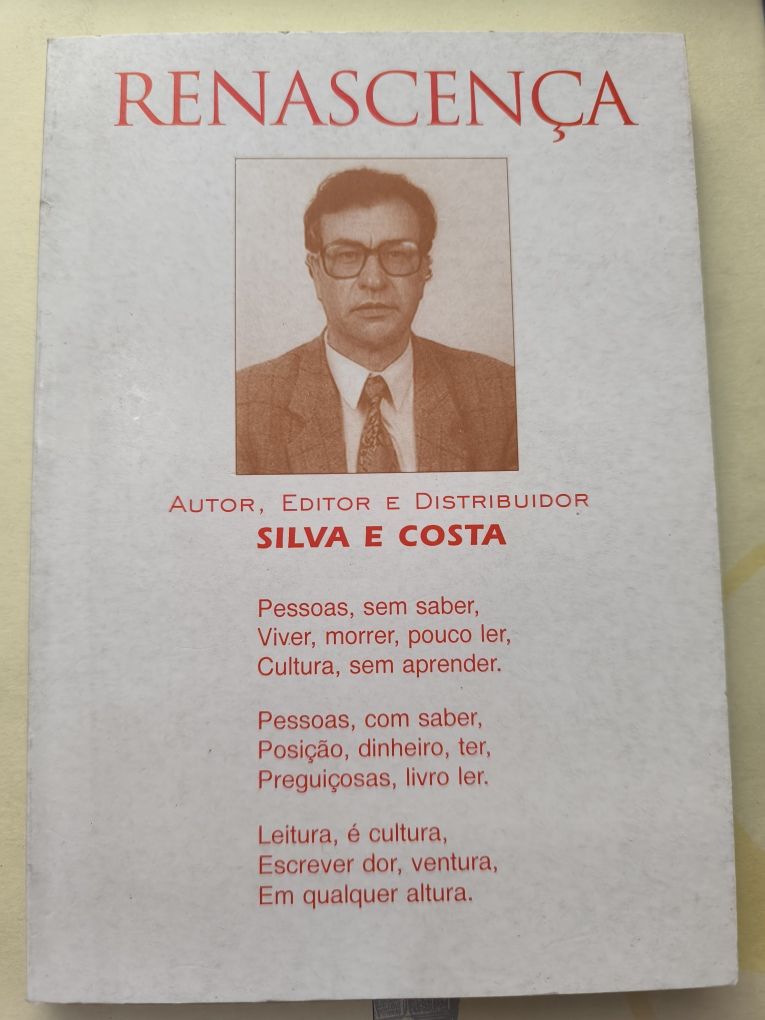 RENASCENÇA
AUTOR, EDITOR E DISTRIBUIDOR
SILVA E COSTA
Pessoas, sem saber,
Viver, morrer, pouco ler,
Cultura, sem aprender.
Pessoas, com saber,
Posição, dinheiro, ter,
Preguiçosas, livro ler.
Leitura, é cultura,
Escrever dor, ventura,
Em qualquer altura.